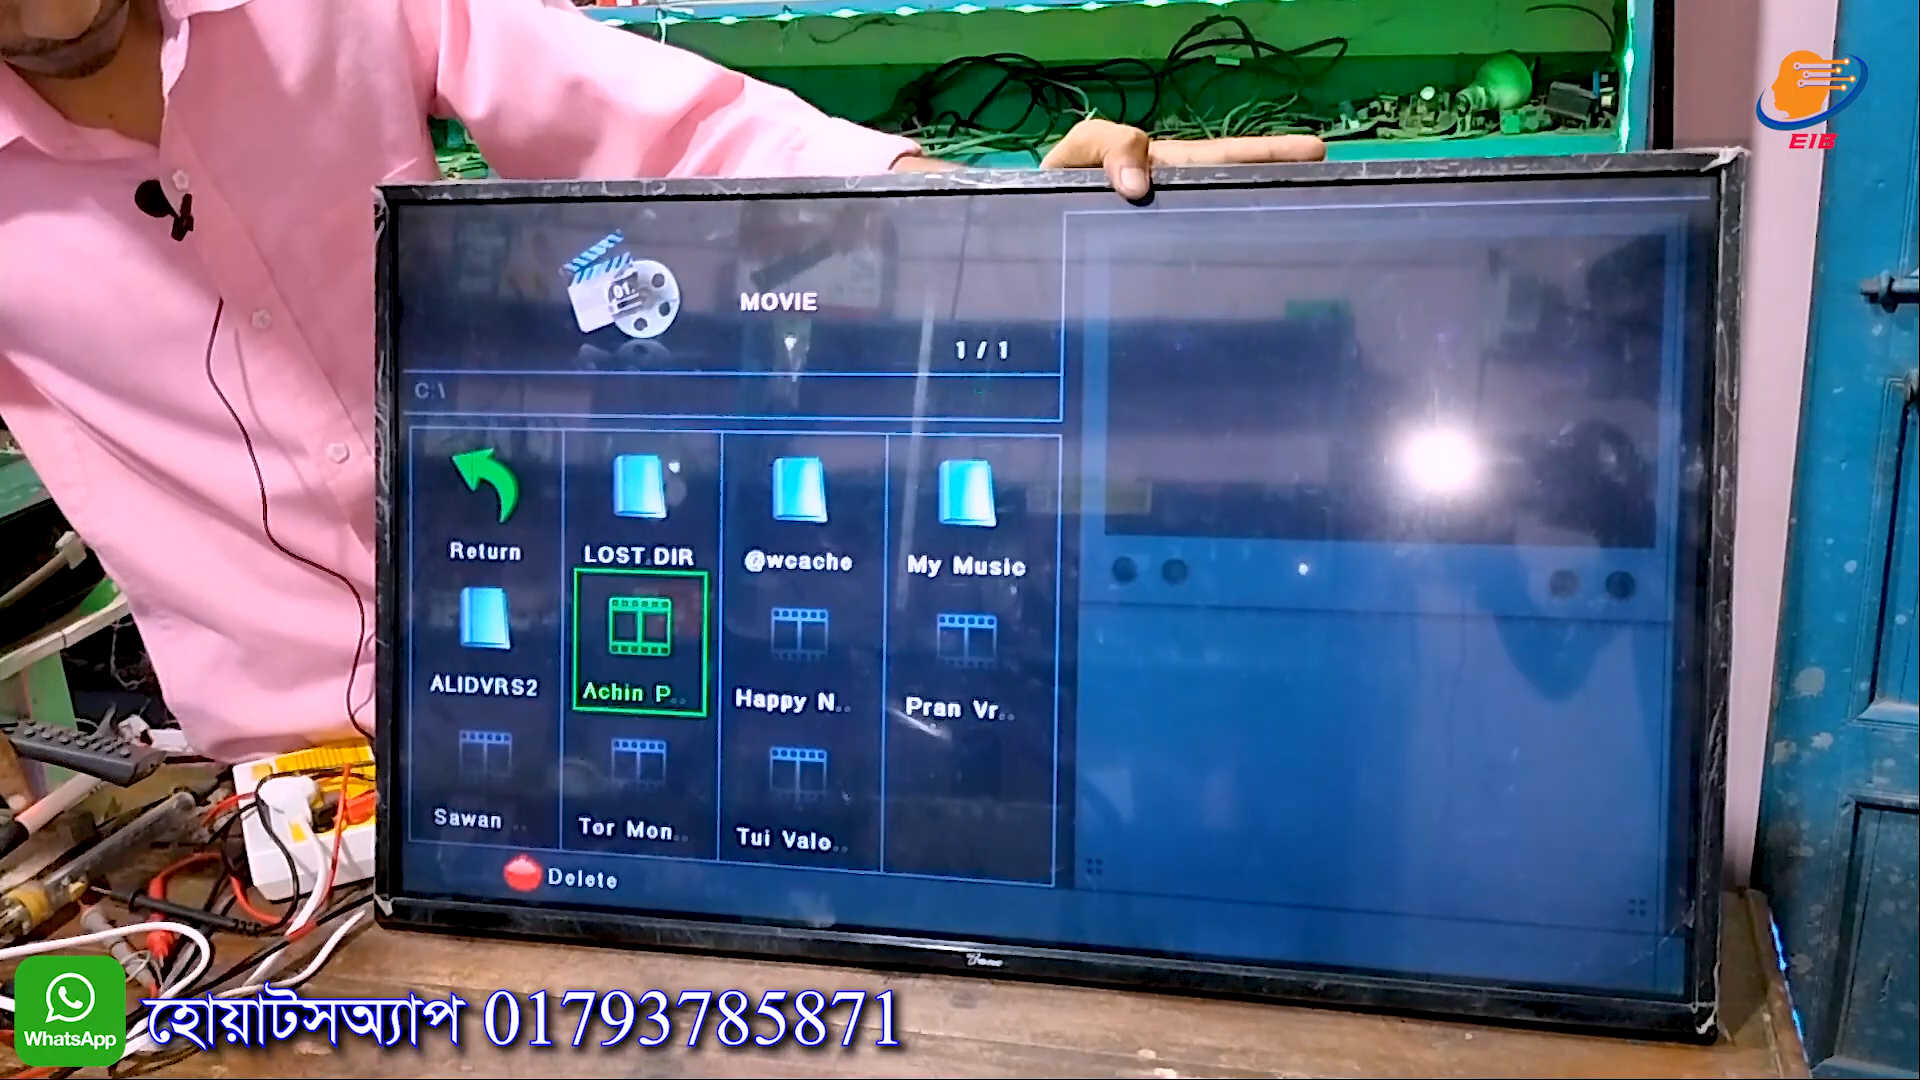 EIB
01.
MOVIE
1 / 1
C:\
Return
LOST.DIR
@wcache
My Music
ALIDVRS2
Achin P..
Happy N..
Pran Vr..
Sawan ..
Tor Mon..
Tui Valo..
Delete
WhatsApp
হোয়াটসঅ্যাপ 01793785871